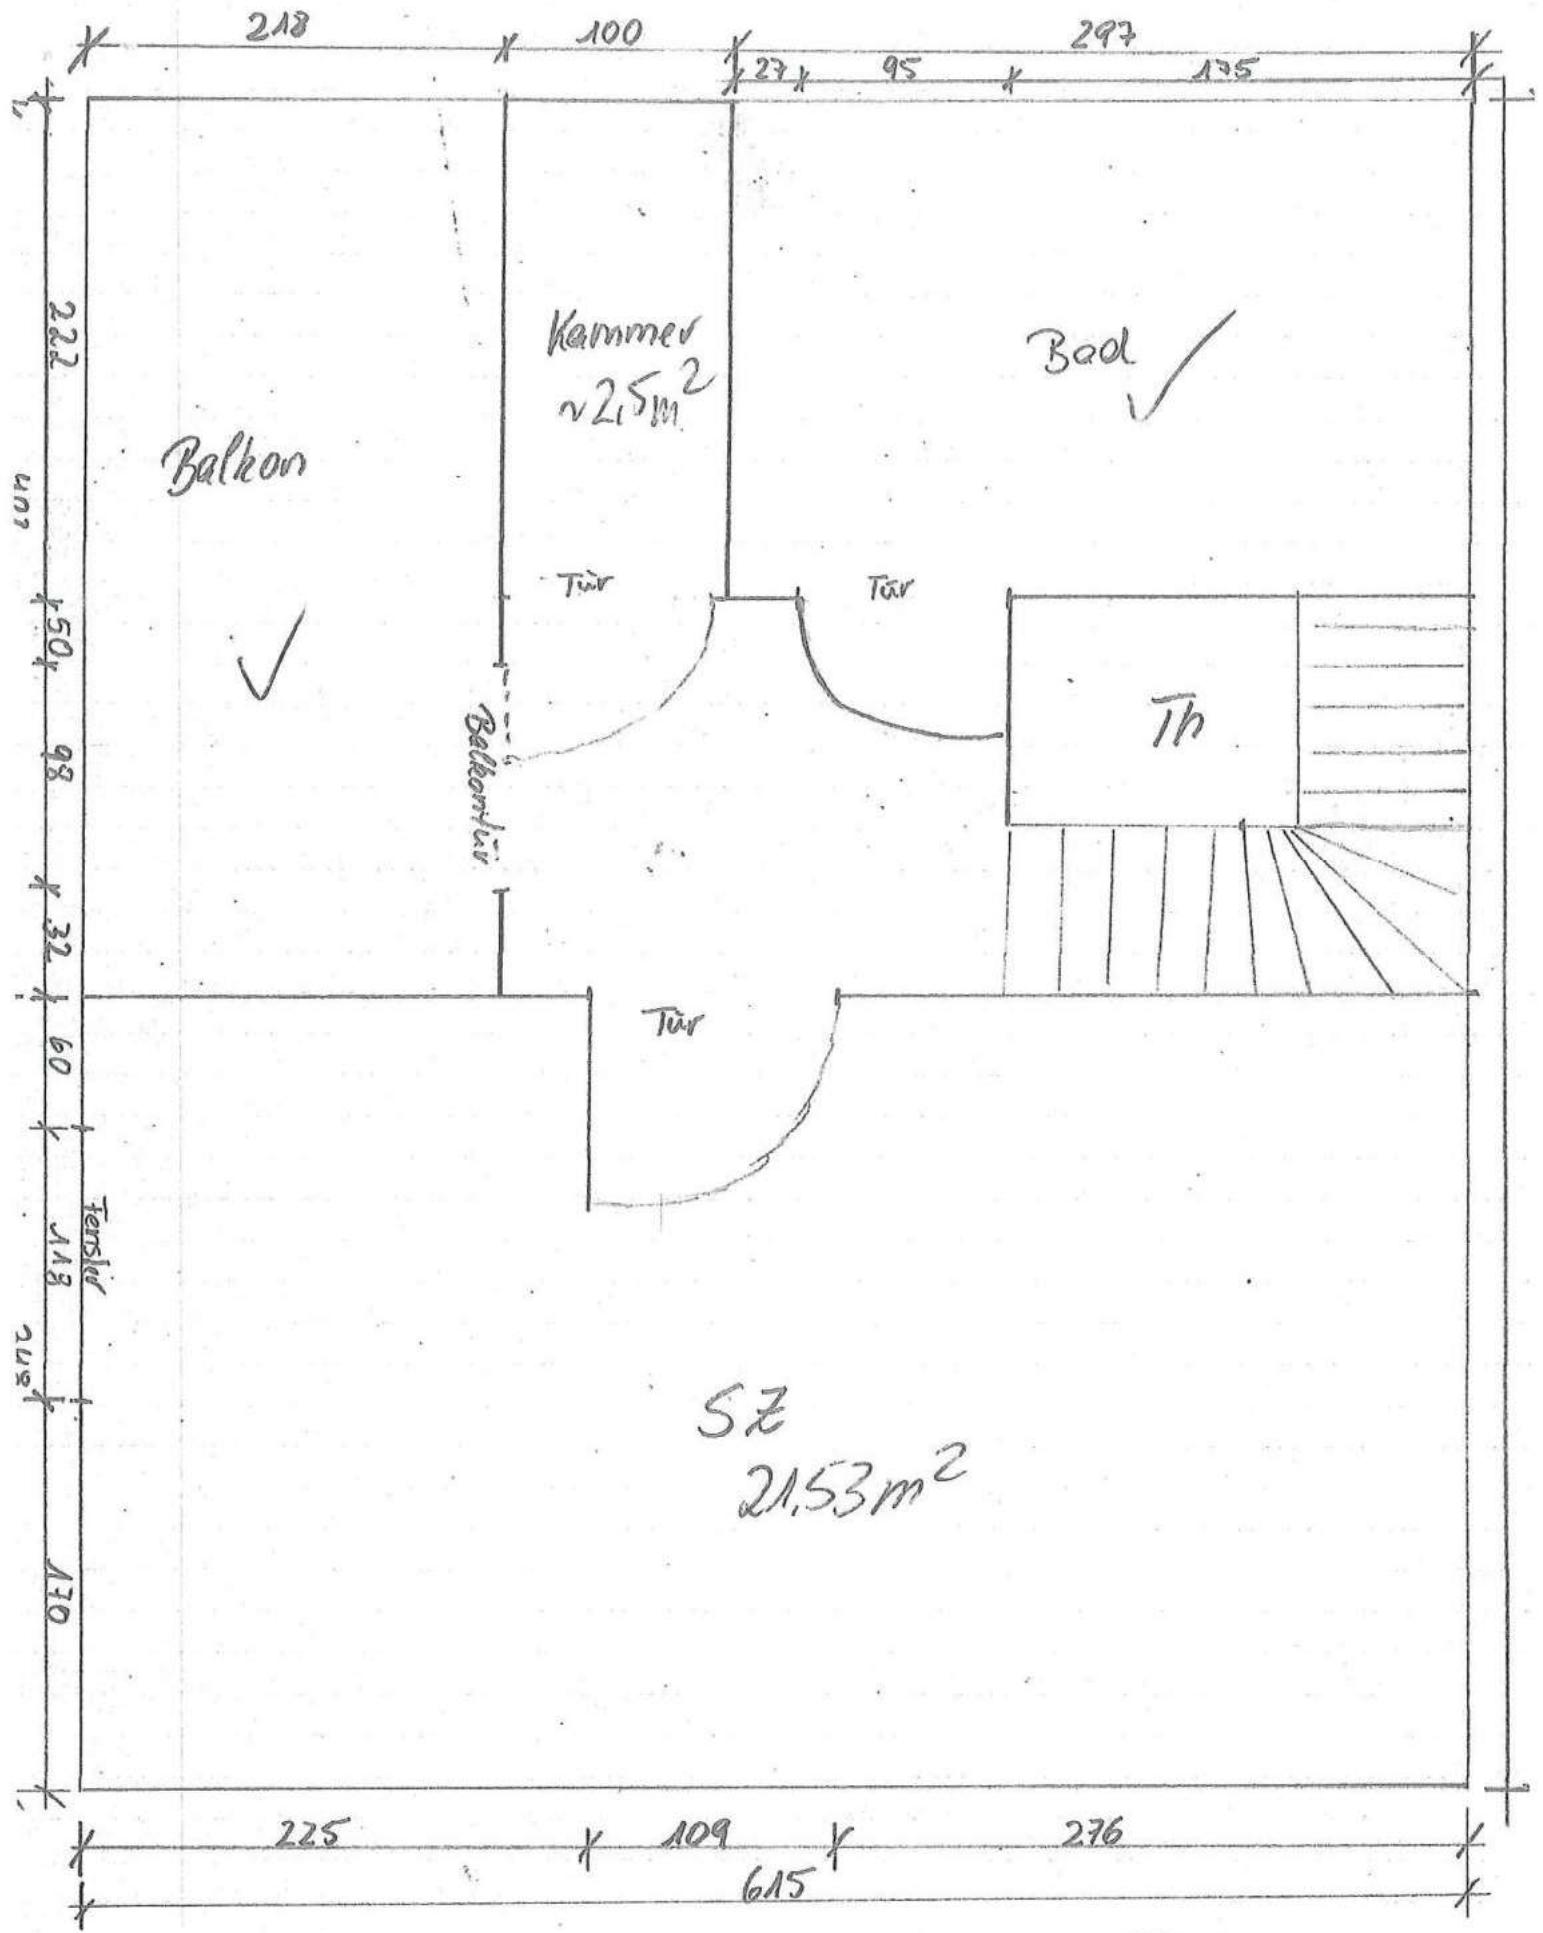 218 100 297
27 95 175
222
Kammer
~2,5m²
Bad
Balkon
Tür
Tür
50
Th
98
Balkontür
32
Tür
60
Fenster
118
SZ
21,53m²
170
225 109 276
615